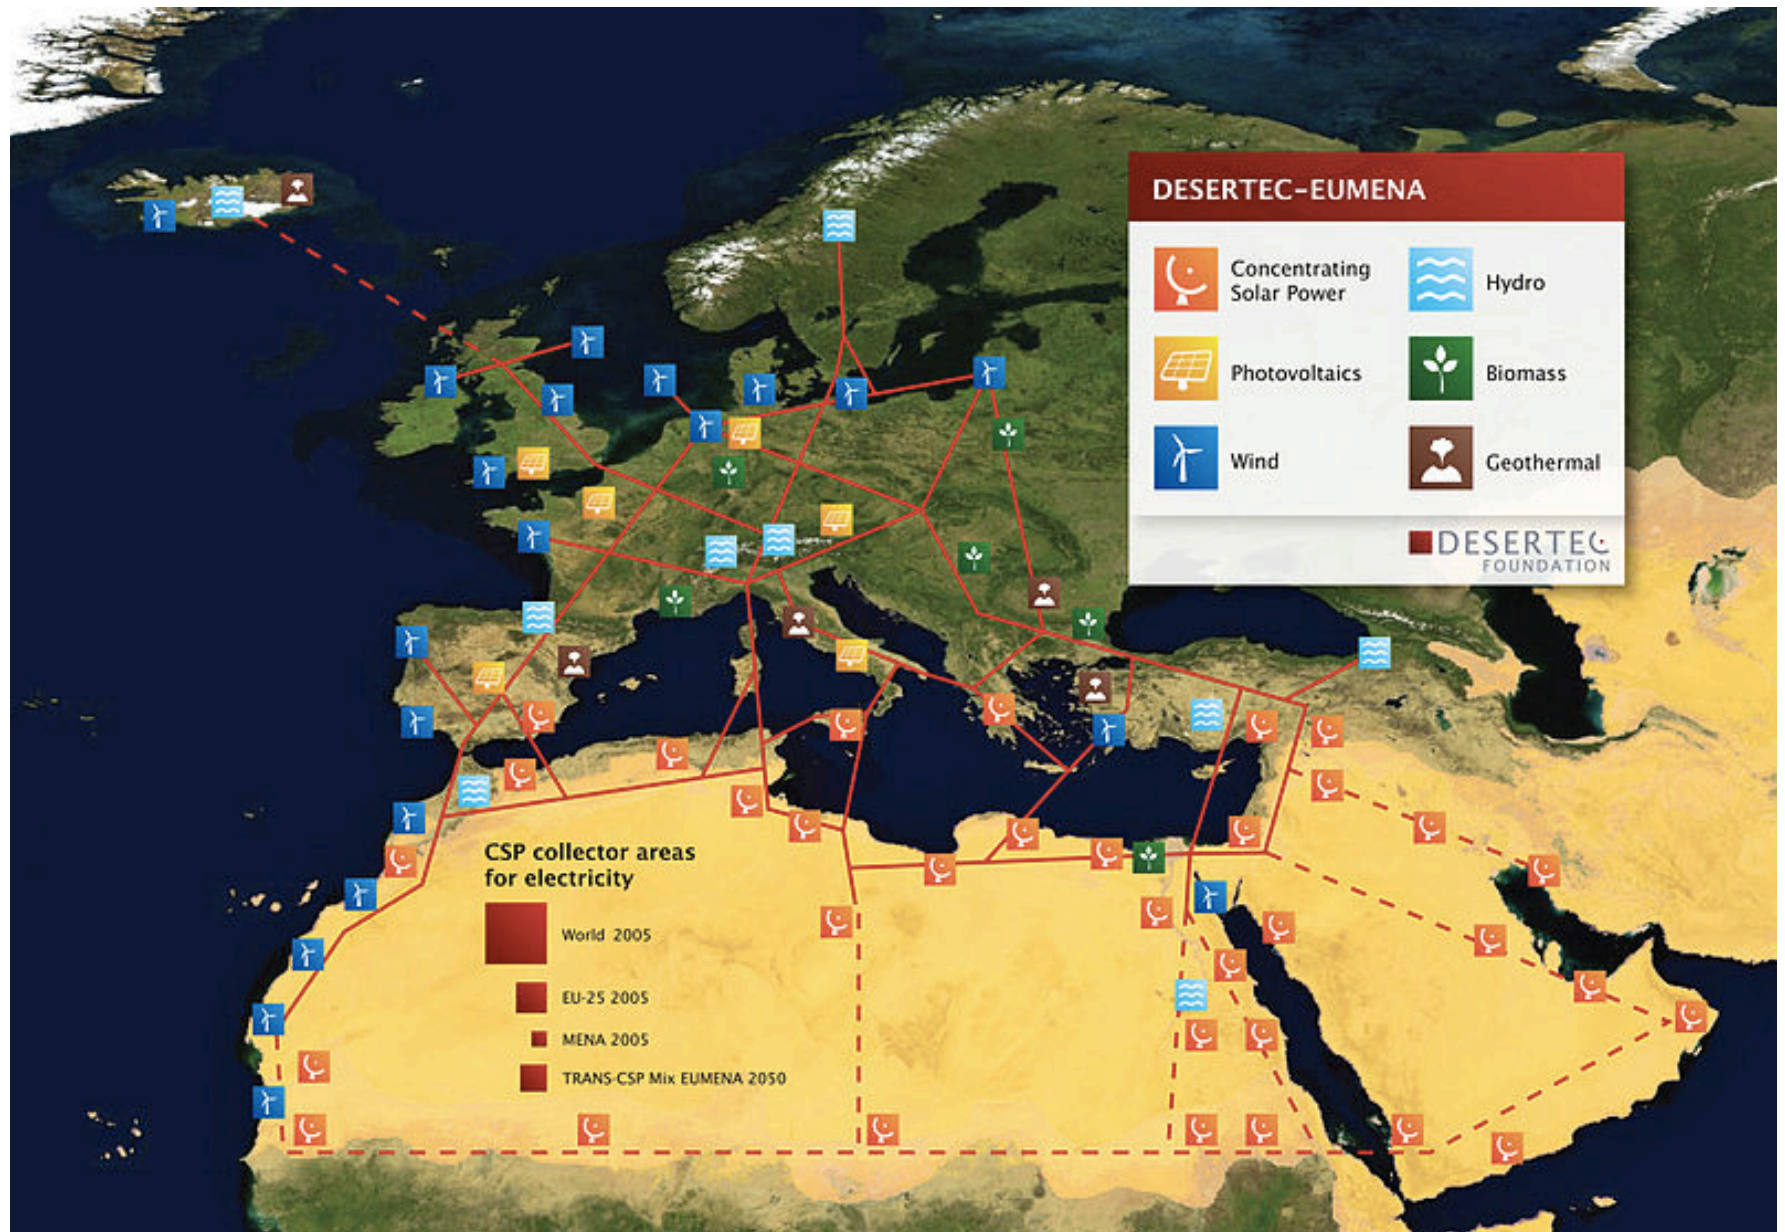 DESERTEC–EUMENA
Concentrating
Solar Power
Hydro
Photovoltaics
Biomass
Wind
Geothermal
DESERTEC
FOUNDATION
CSP collector areas
for electricity
World 2005
EU-25 2005
MENA 2005
TRANS-CSP Mix EUMENA 2050